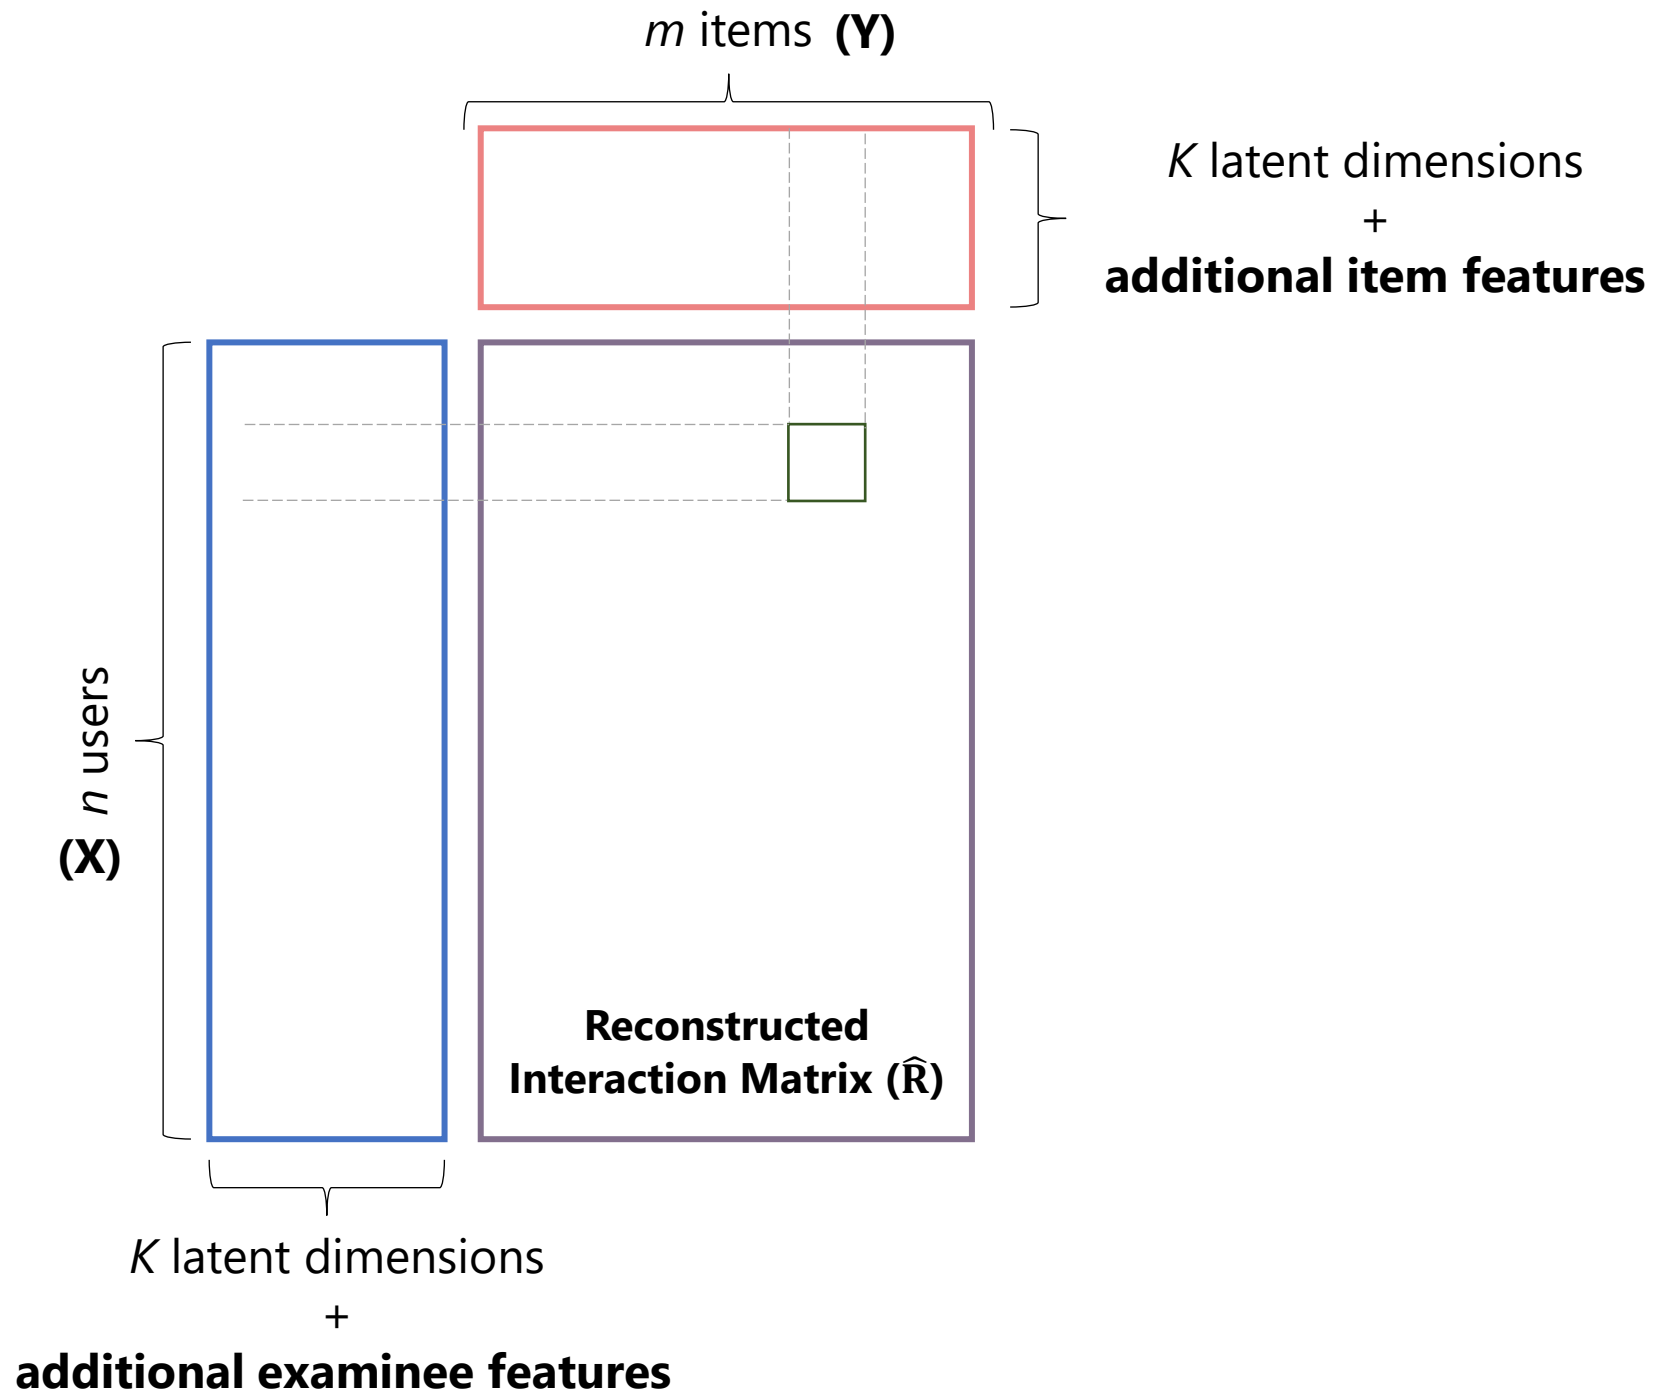 m items (Y)
K latent dimensions
+
additional item features
n users
(X)
Reconstructed
Interaction Matrix (R̂)
K latent dimensions
+
additional examinee features